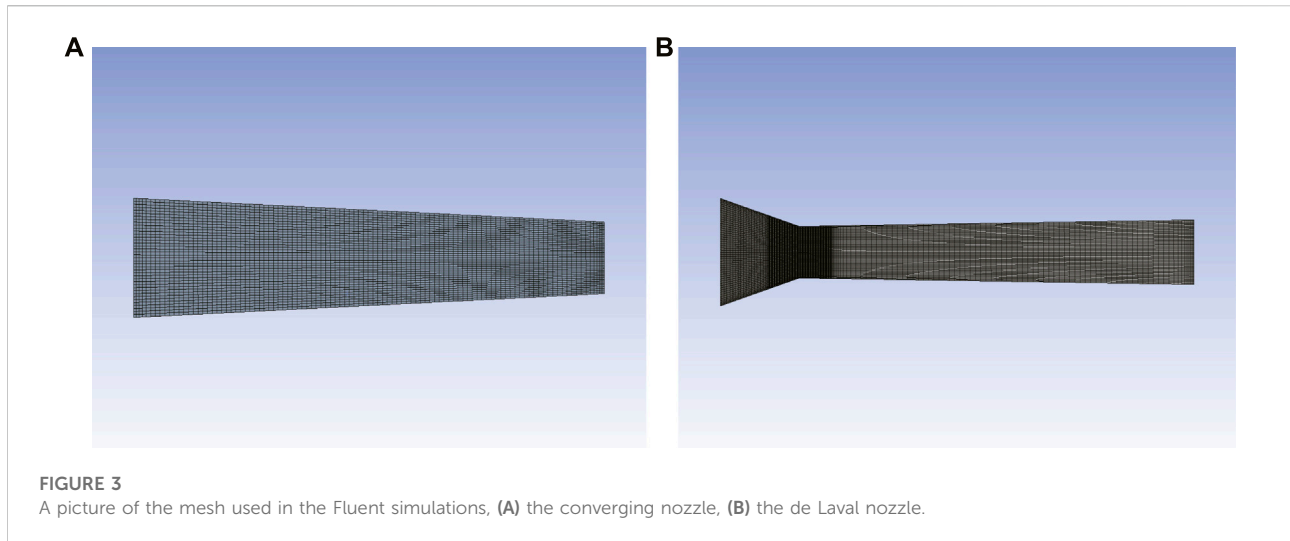 A
B
FIGURE 3
A picture of the mesh used in the Fluent simulations, (A) the converging nozzle, (B) the de Laval nozzle.